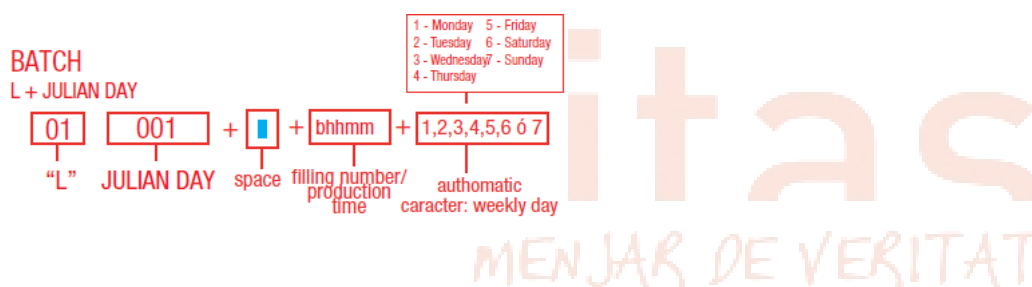 1 - Monday 5 - Friday
2 - Tuesday 6 - Saturday
3 - Wednesday 7 - Sunday
4 - Thursday
BATCH
L + JULIAN DAY
01 001 + + bhhmm + 1,2,3,4,5,6 ó 7
“L” JULIAN DAY space filling number/
production
time
authomatic
caracter: weekly day
itas
MENJAR DE VERITAT